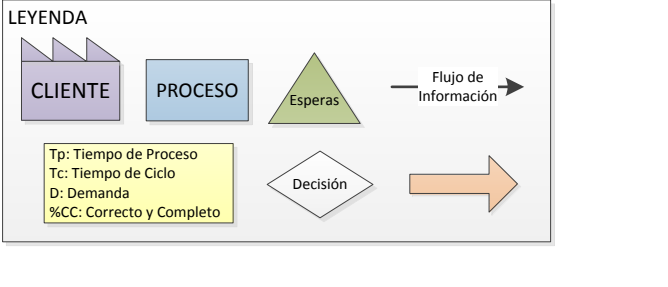 LEYENDA
CLIENTE
PROCESO
Esperas
Flujo de
Información
Tp: Tiempo de Proceso
Tc: Tiempo de Ciclo
D: Demanda
%CC: Correcto y Completo
Decisión